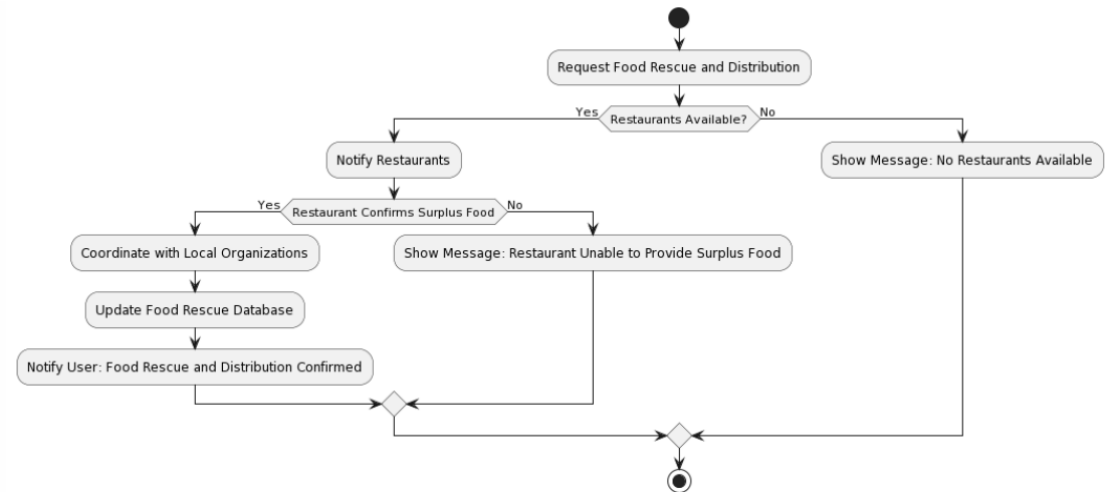 Request Food Rescue and Distribution
Yes
Restaurants Available?
No
Notify Restaurants
Show Message: No Restaurants Available
Yes
Restaurant Confirms Surplus Food
No
Coordinate with Local Organizations
Show Message: Restaurant Unable to Provide Surplus Food
Update Food Rescue Database
Notify User: Food Rescue and Distribution Confirmed